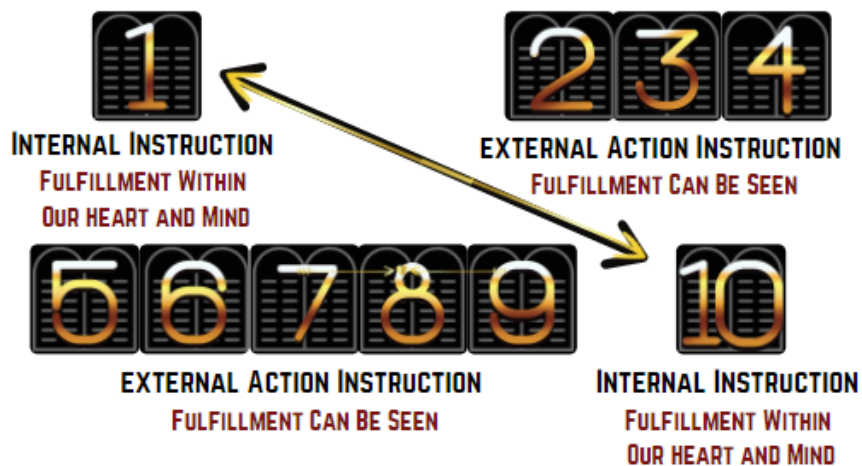 1
2 3 4
INTERNAL INSTRUCTION
FULFILLMENT WITHIN
OUR HEART AND MIND
EXTERNAL ACTION INSTRUCTION
FULFILLMENT CAN BE SEEN
5 6 7 8 9
10
EXTERNAL ACTION INSTRUCTION
FULFILLMENT CAN BE SEEN
INTERNAL INSTRUCTION
FULFILLMENT WITHIN
OUR HEART AND MIND